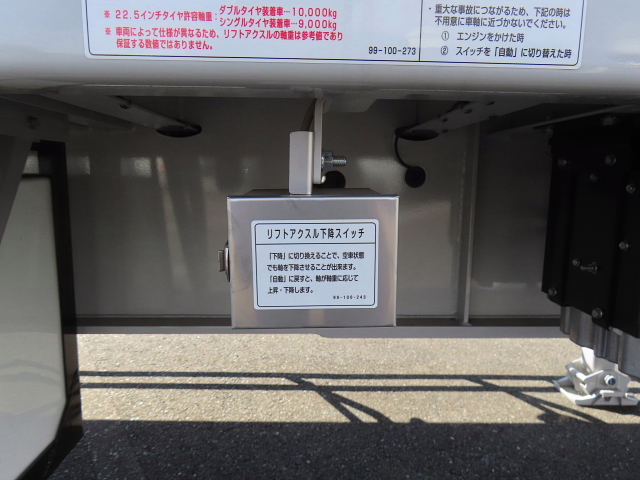 ※ 22.5インチタイヤ許容軸重：ダブルタイヤ装着車…10,000kg
シングルタイヤ装着車…9,000kg
※ 車両によって仕様が異なるため、リフトアクスルの軸重は参考値であり
保証する数値ではありません。
99-100-273
・重大な事故につながるため、下記の時は
不用意に車軸に近づかないでください。
① エンジンをかけた時
② スイッチを「自動」に切り替えた時
リフトアクスル下降スイッチ
「下降」に切り換えることで、空車状態
でも軸を下降させることが出来ます。
「自動」に戻すと、軸が軸重に応じて
上昇・下降します。
99-100-243